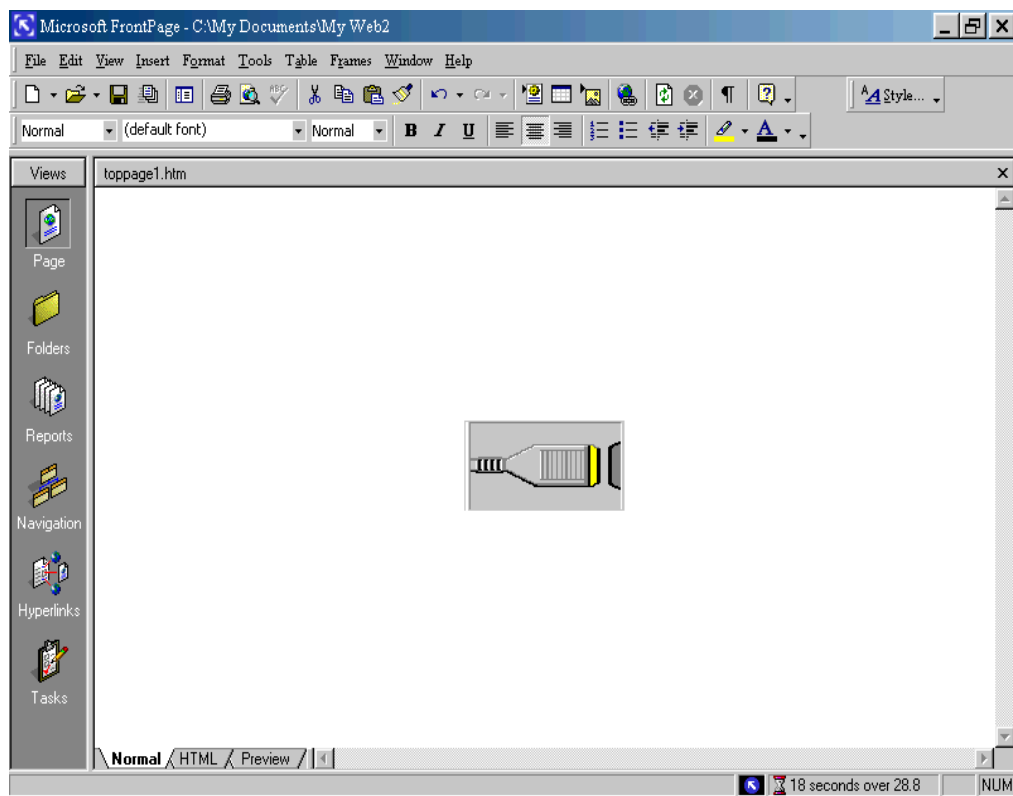 Microsoft FrontPage - C:\My Documents\My Web2
File Edit View Insert Format Tools Table Frames Window Help
ABC
AA Style...
Normal (default font) Normal B I U A
Views toppage1.htm
Page
Folders
Reports
Navigation
Hyperlinks
Tasks
Normal HTML Preview
18 seconds over 28.8 NUM